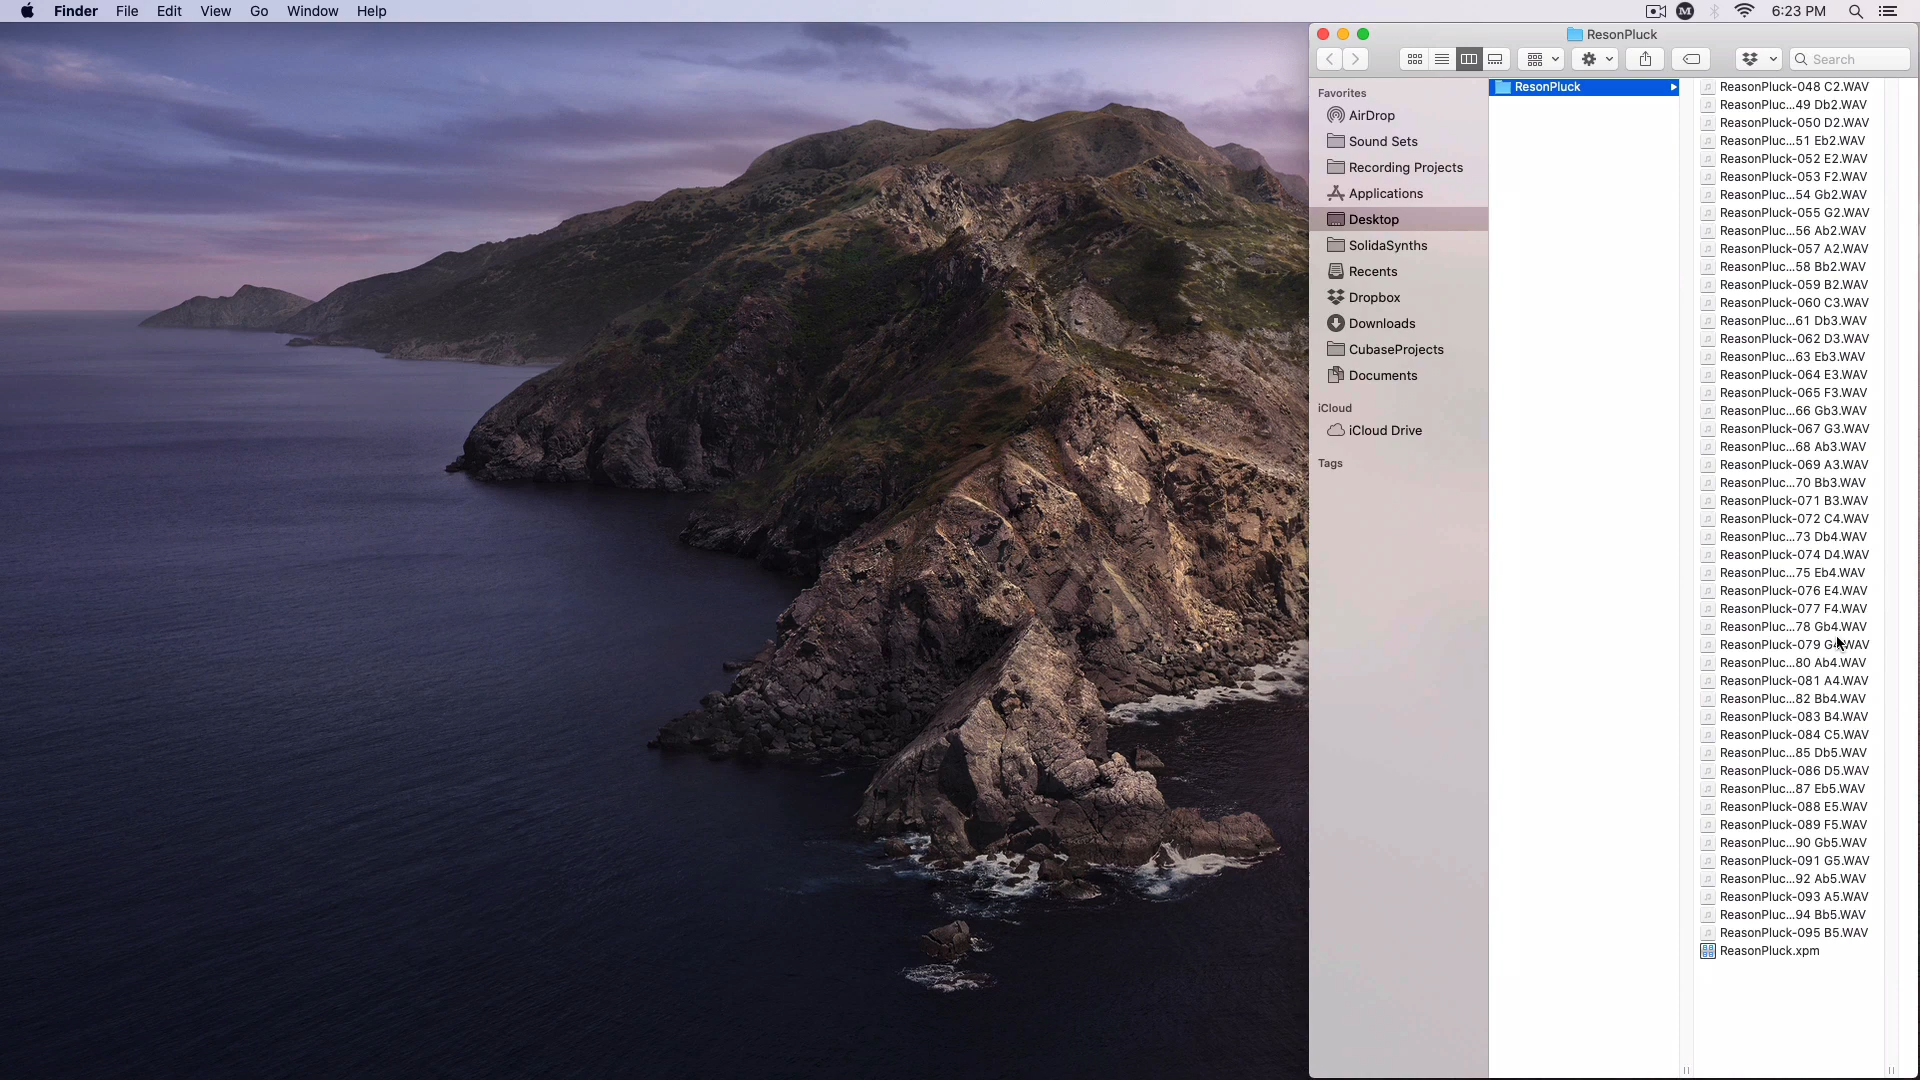 Finder File Edit View Go Window Help
M
6:23 PM
ResonPluck
Search
Favorites
AirDrop
Sound Sets
Recording Projects
Applications
Desktop
SolidaSynths
Recents
Dropbox
Downloads
CubaseProjects
Documents
iCloud
iCloud Drive
Tags
ResonPluck
ReasonPluck-048 C2.WAV
ReasonPluc...49 Db2.WAV
ReasonPluck-050 D2.WAV
ReasonPluc...51 Eb2.WAV
ReasonPluck-052 E2.WAV
ReasonPluck-053 F2.WAV
ReasonPluc...54 Gb2.WAV
ReasonPluck-055 G2.WAV
ReasonPluc...56 Ab2.WAV
ReasonPluck-057 A2.WAV
ReasonPluc...58 Bb2.WAV
ReasonPluck-059 B2.WAV
ReasonPluck-060 C3.WAV
ReasonPluc...61 Db3.WAV
ReasonPluck-062 D3.WAV
ReasonPluc...63 Eb3.WAV
ReasonPluck-064 E3.WAV
ReasonPluck-065 F3.WAV
ReasonPluc...66 Gb3.WAV
ReasonPluck-067 G3.WAV
ReasonPluc...68 Ab3.WAV
ReasonPluck-069 A3.WAV
ReasonPluc...70 Bb3.WAV
ReasonPluck-071 B3.WAV
ReasonPluck-072 C4.WAV
ReasonPluc...73 Db4.WAV
ReasonPluck-074 D4.WAV
ReasonPluc...75 Eb4.WAV
ReasonPluck-076 E4.WAV
ReasonPluck-077 F4.WAV
ReasonPluc...78 Gb4.WAV
ReasonPluck-079 G4.WAV
ReasonPluc...80 Ab4.WAV
ReasonPluck-081 A4.WAV
ReasonPluc...82 Bb4.WAV
ReasonPluck-083 B4.WAV
ReasonPluck-084 C5.WAV
ReasonPluc...85 Db5.WAV
ReasonPluck-086 D5.WAV
ReasonPluc...87 Eb5.WAV
ReasonPluck-088 E5.WAV
ReasonPluck-089 F5.WAV
ReasonPluc...90 Gb5.WAV
ReasonPluck-091 G5.WAV
ReasonPluc...92 Ab5.WAV
ReasonPluck-093 A5.WAV
ReasonPluc...94 Bb5.WAV
ReasonPluck-095 B5.WAV
ReasonPluck.xpm